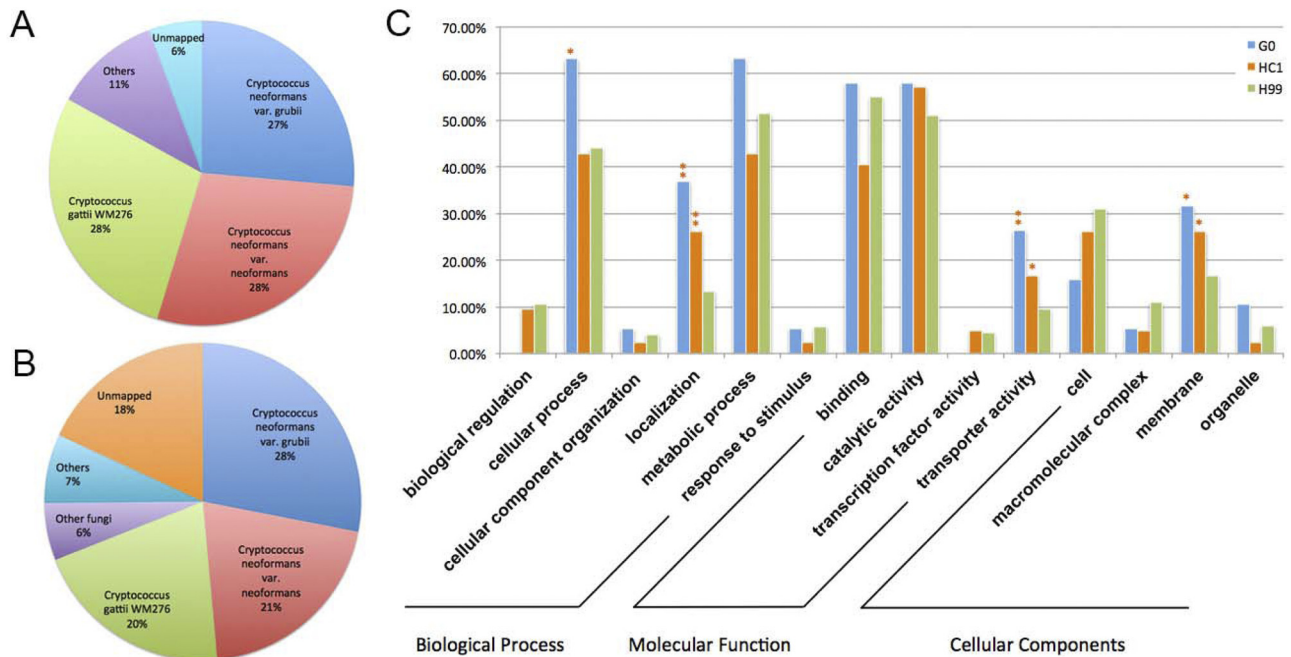 A
Unmapped
6%
Others
11%
Cryptococcus
neoformans
var. grubii
27%
Cryptococcus
gattii WM276
28%
Cryptococcus
neoformans
var.
neoformans
28%
B
Unmapped
18%
Cryptococcus
neoformans
var. grubii
28%
Others
7%
Other fungi
6%
Cryptococcus
gattii WM276
20%
Cryptococcus
neoformans
var.
neoformans
21%
C
70.00%
60.00%
50.00%
40.00%
30.00%
20.00%
10.00%
0.00%
G0
HC1
H99
*
**
**
**
*
*
*
biological regulation
cellular process
cellular component organization
localization
metabolic process
response to stimulus
binding
catalytic activity
transcription factor activity
transporter activity
cell
macromolecular complex
membrane
organelle
Biological Process
Molecular Function
Cellular Components